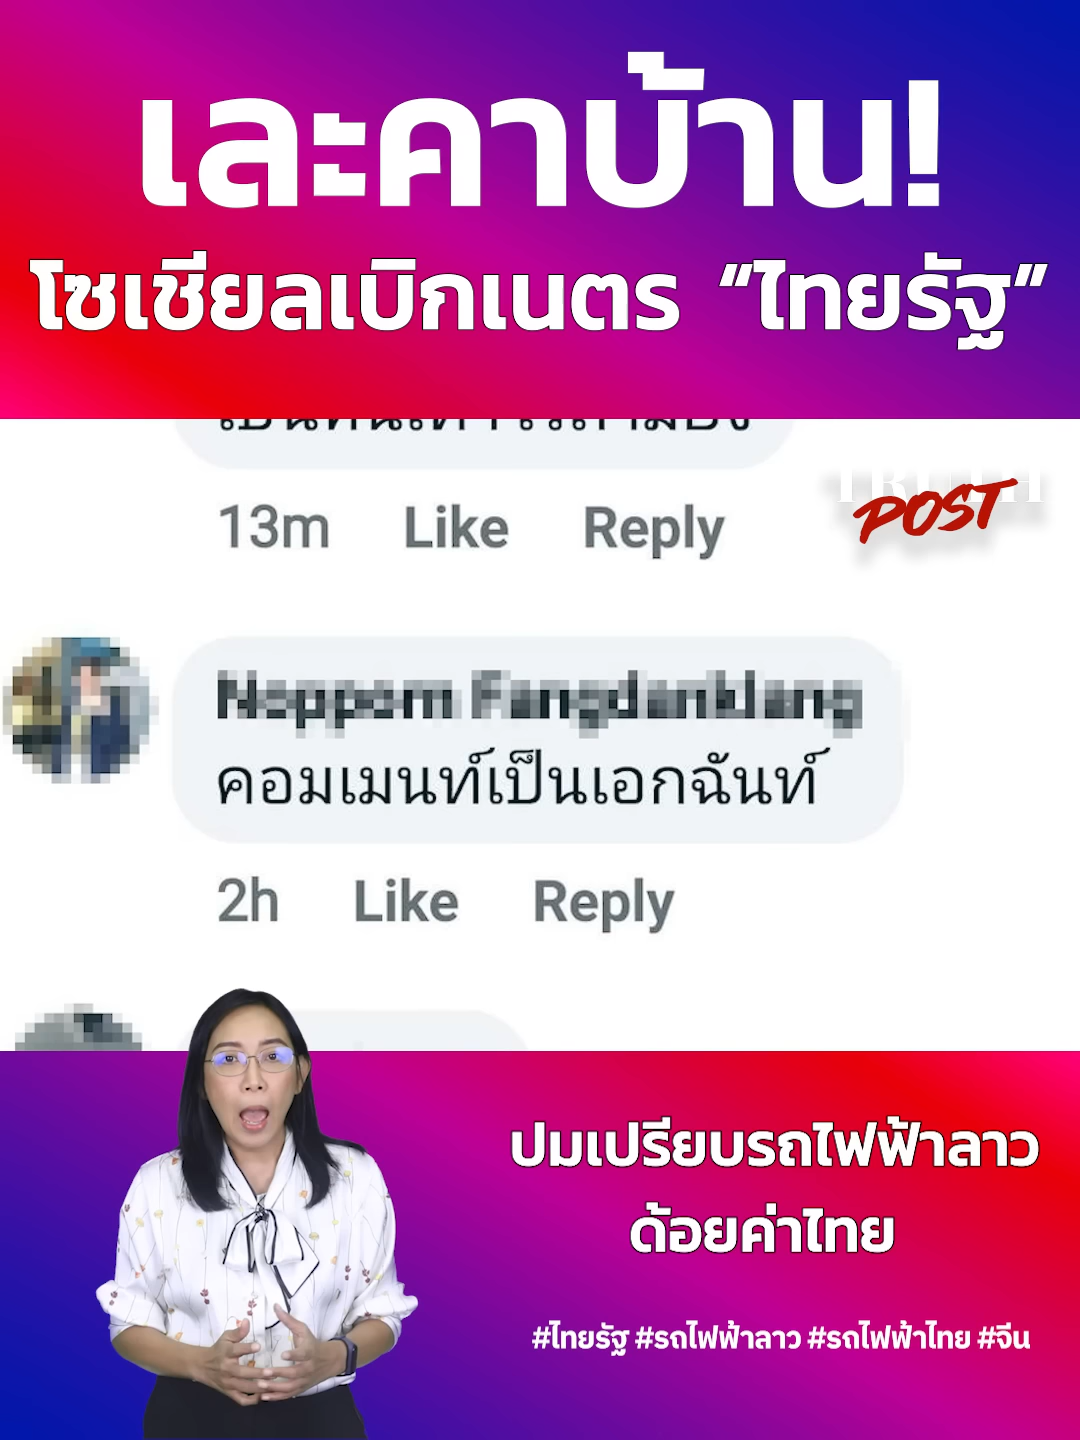 เละคาบ้าน!
โซเชียลเบิกเนตร “ไทยรัฐ”
TRUTH
POST
13m Like Reply
คอมเมนท์เป็นเอกฉันท์
2h Like Reply
ปมเปรียบรถไฟฟ้าลาว
ด้อยค่าไทย
#ไทยรัฐ #รถไฟฟ้าลาว #รถไฟฟ้าไทย #จีน